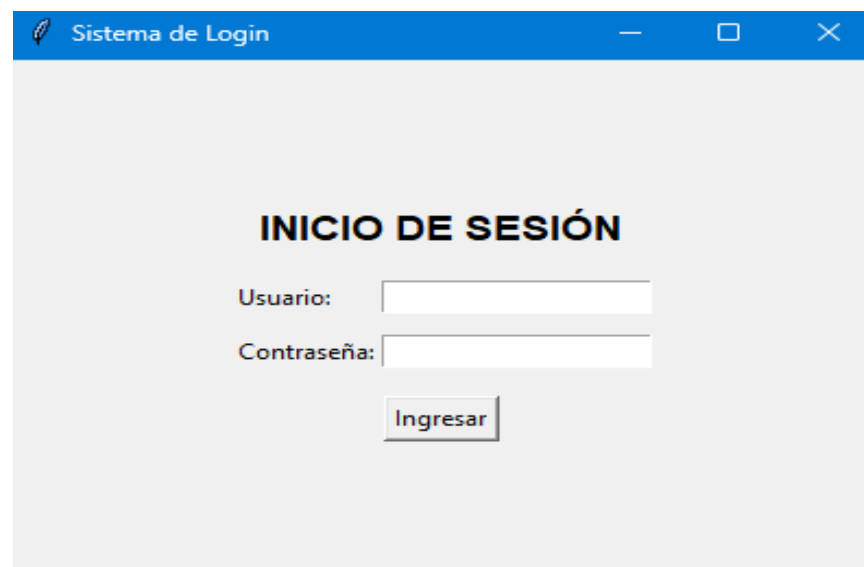 Sistema de Login
INICIO DE SESIÓN
Usuario:
Contraseña:
Ingresar